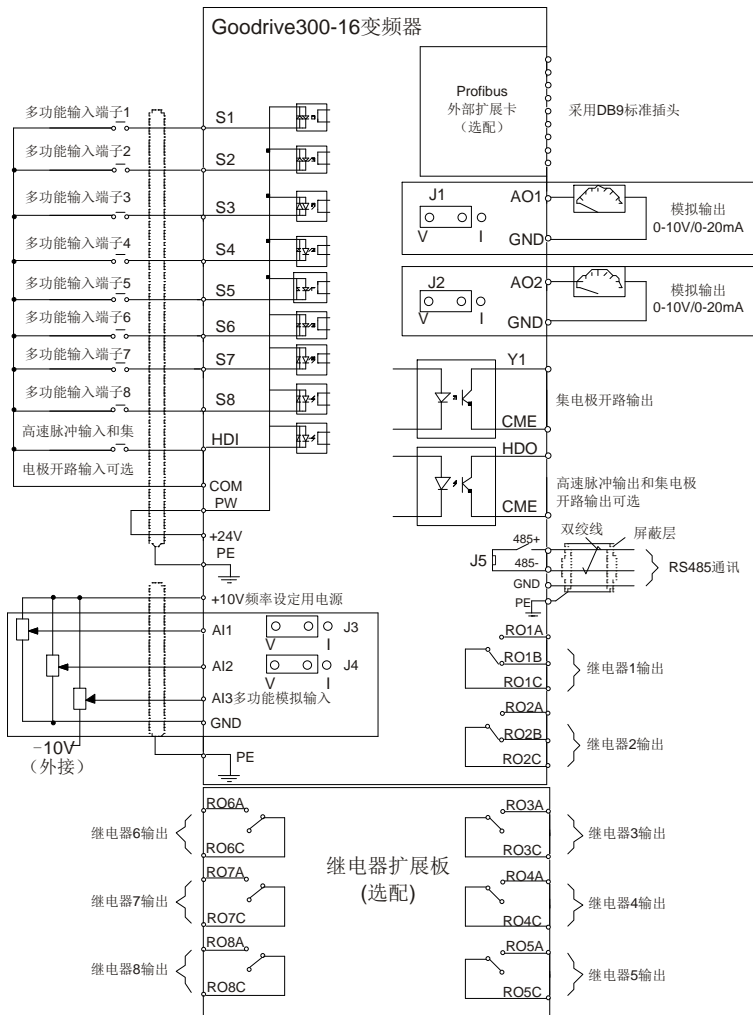 Goodrive300-16变频器
Profibus
外部扩展卡
（选配）
采用DB9标准插头
多功能输入端子1
S1
多功能输入端子2
S2
多功能输入端子3
S3
多功能输入端子4
S4
多功能输入端子5
S5
多功能输入端子6
S6
多功能输入端子7
S7
多功能输入端子8
S8
高速脉冲输入和集
电极开路输入可选
HDI
COM
PW
+24V
PE
J1
V
I
AO1
GND
模拟输出
0-10V/0-20mA
J2
V
I
AO2
GND
模拟输出
0-10V/0-20mA
Y1
CME
集电极开路输出
HDO
CME
高速脉冲输出和集电极
开路输出可选
双绞线
屏蔽层
J5
485+
485-
GND
PE
RS485通讯
+10V频率设定用电源
AI1
J3
V
I
AI2
J4
V
I
AI3多功能模拟输入
GND
PE
−10V
（外接）
RO1A
RO1B
RO1C
继电器1输出
RO2A
RO2B
RO2C
继电器2输出
继电器扩展板
(选配)
RO6A
RO6C
继电器6输出
RO7A
RO7C
继电器7输出
RO8A
RO8C
继电器8输出
RO3A
RO3C
继电器3输出
RO4A
RO4C
继电器4输出
RO5A
RO5C
继电器5输出